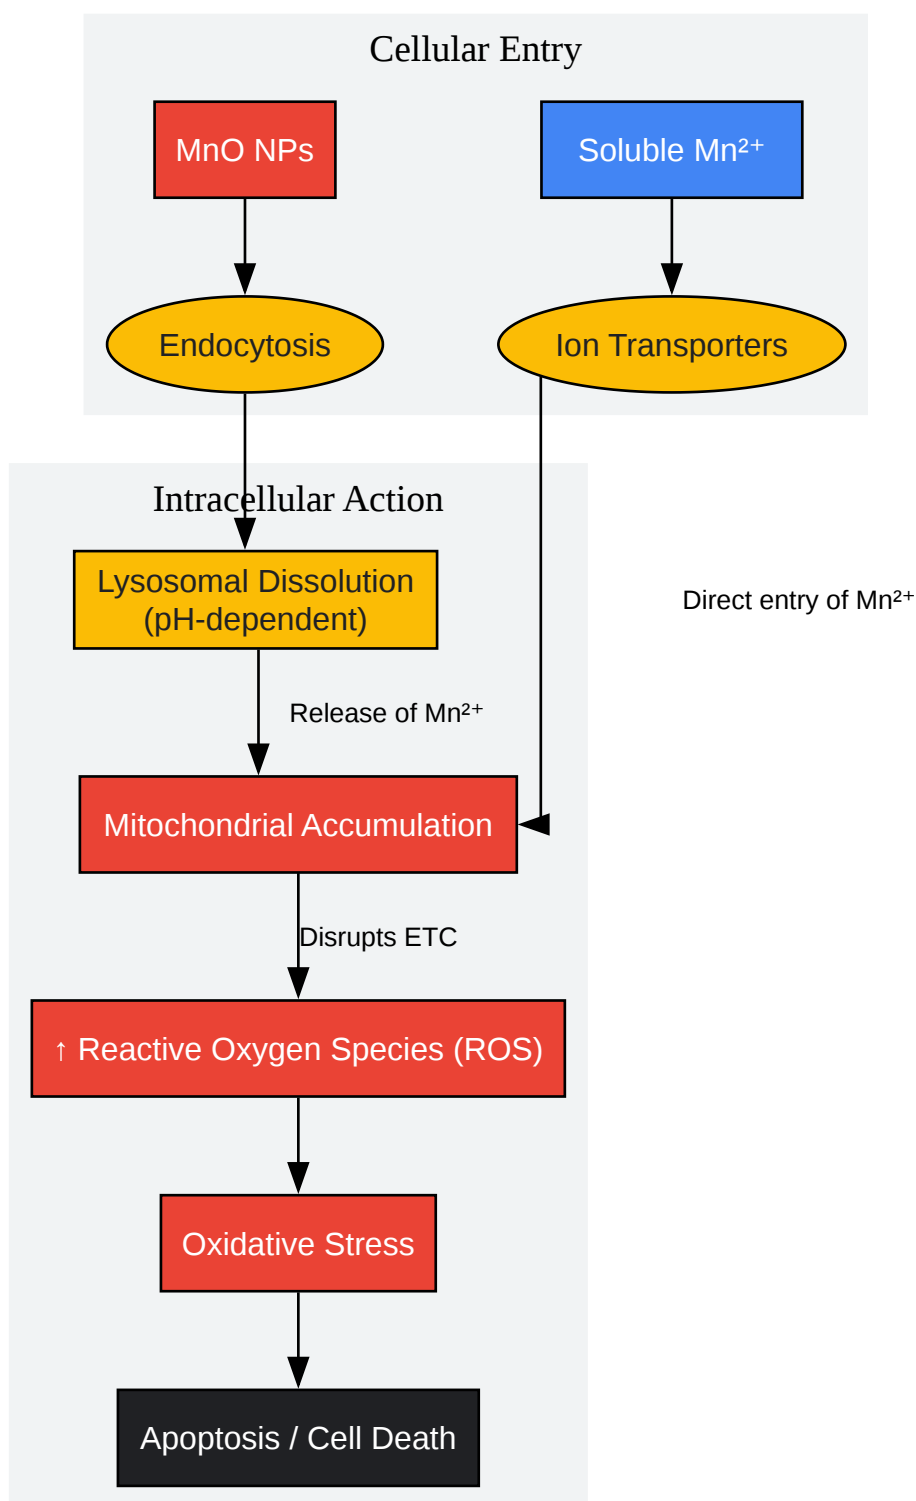 Cellular Entry
MnO NPs
Soluble Mn²⁺
Endocytosis
Ion Transporters
Intracellular Action
Lysosomal Dissolution
(pH-dependent)
Direct entry of Mn²⁺
Release of Mn²⁺
Mitochondrial Accumulation
Disrupts ETC
↑ Reactive Oxygen Species (ROS)
Oxidative Stress
Apoptosis / Cell Death